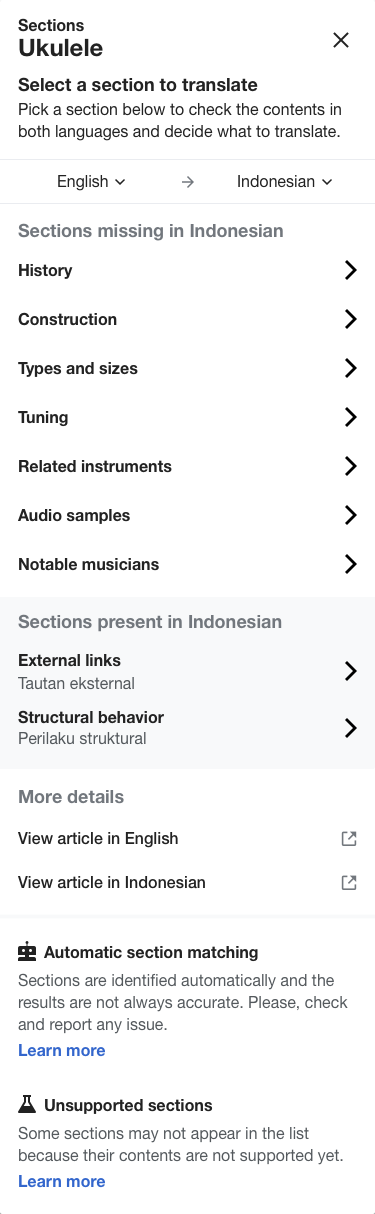 Sections
Ukulele
Select a section to translate
Pick a section below to check the contents in
both languages and decide what to translate.
English → Indonesian
Sections missing in Indonesian
History
Construction
Types and sizes
Tuning
Related instruments
Audio samples
Notable musicians
Sections present in Indonesian
External links
Tautan eksternal
Structural behavior
Perilaku struktural
More details
View article in English
View article in Indonesian
Automatic section matching
Sections are identified automatically and the
results are not always accurate. Please, check
and report any issue.
Learn more
Unsupported sections
Some sections may not appear in the list
because their contents are not supported yet.
Learn more